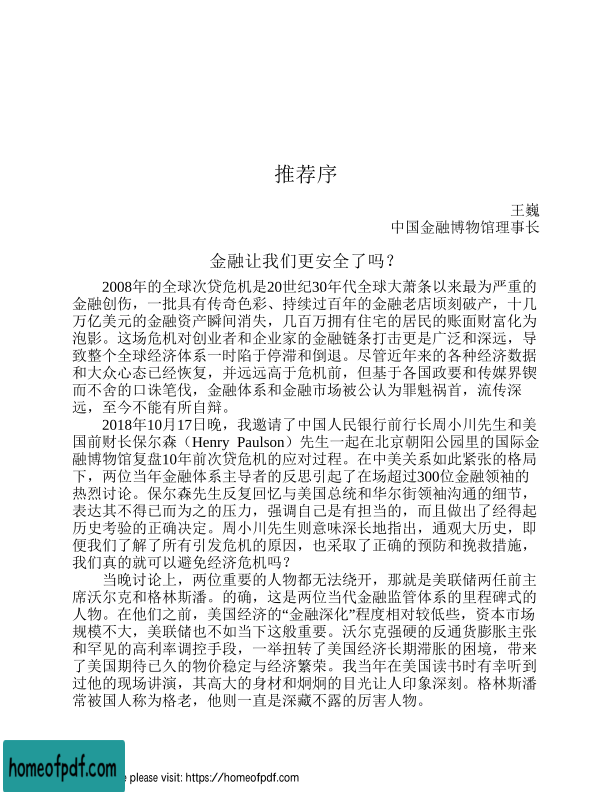 推荐序
王巍
中国金融博物馆理事长
金融让我们更安全了吗？
2008年的全球次贷危机是20世纪30年代全球大萧条以来最为严重的
金融创伤，一批具有传奇色彩、持续过百年的金融老店顷刻破产，十几
万亿美元的金融资产瞬间消失，几百万拥有住宅的居民的账面财富化为
泡影。这场危机对创业者和企业家的金融链条打击更是广泛和深远，导
致整个全球经济体系一时陷于停滞和倒退。尽管近年来的各种经济数据
和大众心态已经恢复，并远远高于危机前，但基于各国政要和传媒界锲
而不舍的口诛笔伐，金融体系和金融市场被公认为罪魁祸首，流传深
远，至今不能有所自辩。
2018年10月17日晚，我邀请了中国人民银行前行长周小川先生和美
国前财长保尔森（Henry Paulson）先生一起在北京朝阳公园里的国际金
融博物馆复盘10年前次贷危机的应对过程。在中美关系如此紧张的格局
下，两位当年金融体系主导者的反思引起了在场超过300位金融领袖的
热烈讨论。保尔森先生反复回忆与美国总统和华尔街领袖沟通的细节，
表达其不得已而为之的压力，强调自己是有担当的，而且做出了经得起
历史考验的正确决定。周小川先生则意味深长地指出，通观大历史，即
便我们了解了所有引发危机的原因，也采取了正确的预防和挽救措施，
我们真的就可以避免经济危机吗？
当晚讨论上，两位重要的人物都无法绕开，那就是美联储两任前主
席沃尔克和格林斯潘。的确，这是两位当代金融监管体系的里程碑式的
人物。在他们之前，美国经济的“金融深化”程度相对较低些，资本市场
规模不大，美联储也不如当下这般重要。沃尔克强硬的反通货膨胀主张
和罕见的高利率调控手段，一举扭转了美国经济长期滞胀的困境，带来
了美国期待已久的物价稳定与经济繁荣。我当年在美国读书时有幸听到
过他的现场讲演，其高大的身材和炯炯的目光让人印象深刻。格林斯潘
常被国人称为格老，他则一直是深藏不露的厉害人物。
homeofpdf.com
e please visit: https://homeofpdf.com